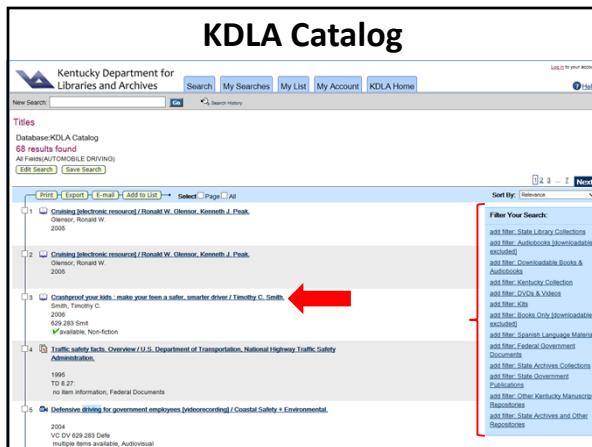 KDLA Catalog
Kentucky Department for
Libraries and Archives
Search
My Searches
My List
My Account
KDLA Home
Log in to your accou
Hel
New Search:
Go
Search History
Titles
Database:KDLA Catalog
68 results found
All Fields(AUTOMOBILE DRIVING)
Edit Search
Save Search
1 2 3 ... 7 Next
Print Export E-mail Add to List Select Page All
Sort By: Relevance
1 Cruising [electronic resource] / Ronald W. Glensor, Kenneth J. Peak.
Glensor, Ronald W.
2006
2 Cruising [electronic resource] / Ronald W. Glensor, Kenneth J. Peak.
Glensor, Ronald W.
2005
3 Crashproof your kids : make your teen a safer, smarter driver / Timothy C. Smith.
Smith, Timothy C.
2006
629.283 Smit
available, Non-fiction
4 Traffic safety facts. Overview / U.S. Department of Transportation, National Highway Traffic Safety
Administration.
1995
TD 8.27:
no item information, Federal Documents
5 Defensive driving for government employees [videorecording] / Coastal Safety + Environmental.
2004
VC DV 629.283 Defe
multiple items available, Audiovisual
Filter Your Search:
add filter: State Library Collections
add filter: Audiobooks [downloadable
excluded]
add filter: Downloadable Books &
Audiobooks
add filter: Kentucky Collection
add filter: DVDs & Videos
add filter: Kits
add filter: Books Only [downloadable
excluded]
add filter: Spanish Language Material
add filter: Federal Government
Documents
add filter: State Archives Collections
add filter: State Government
Publications
add filter: Other Kentucky Manuscrip
Repositories
add filter: State Archives and Other
Repositories